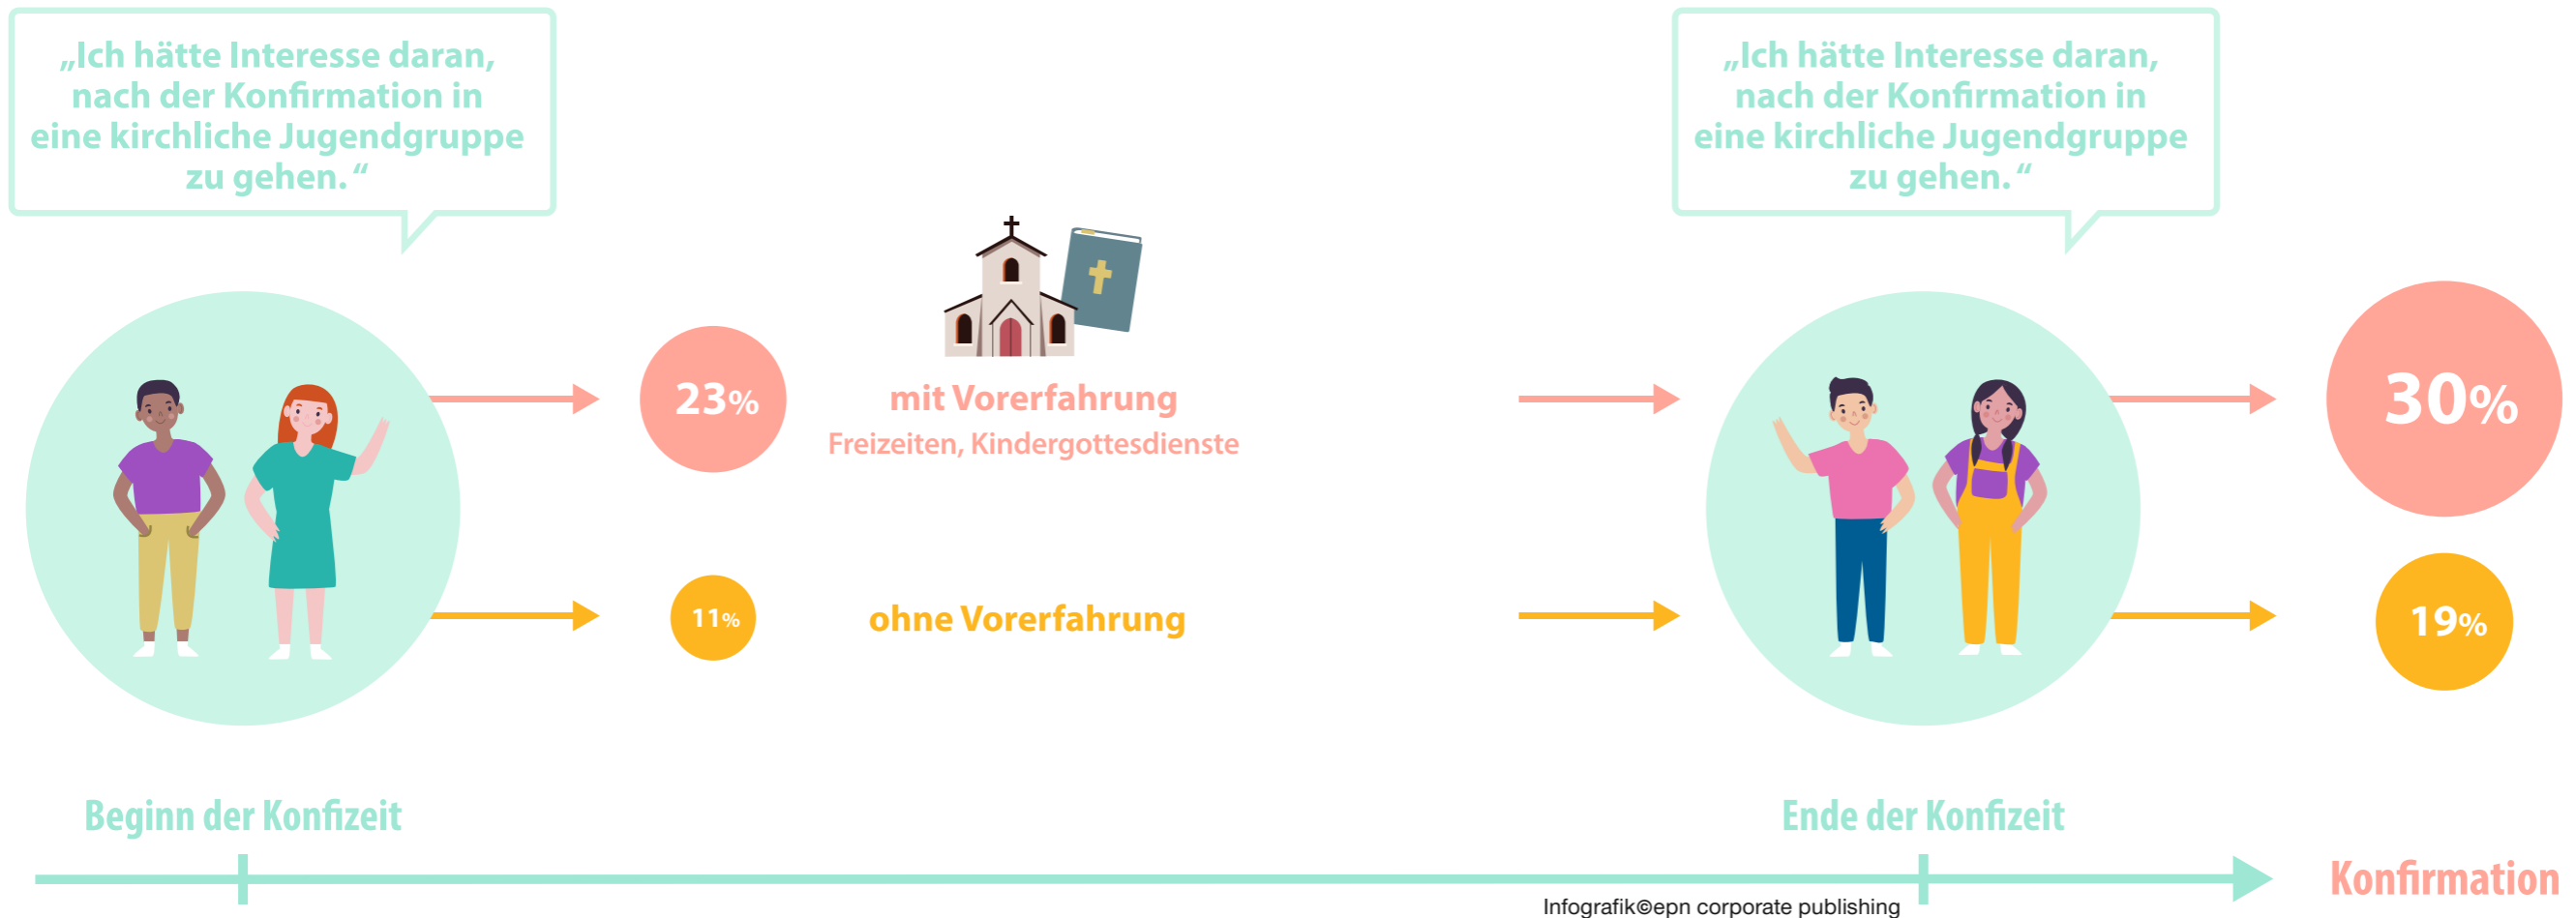 „Ich hätte Interesse daran,
nach der Konfirmation in
eine kirchliche Jugendgruppe
zu gehen. “
„Ich hätte Interesse daran,
nach der Konfirmation in
eine kirchliche Jugendgruppe
zu gehen. “
23%
mit Vorerfahrung
Freizeiten, Kindergottesdienste
30%
11%
ohne Vorerfahrung
19%
Beginn der Konfizeit
Ende der Konfizeit
Konfirmation
Infografik©epn corporate publishing